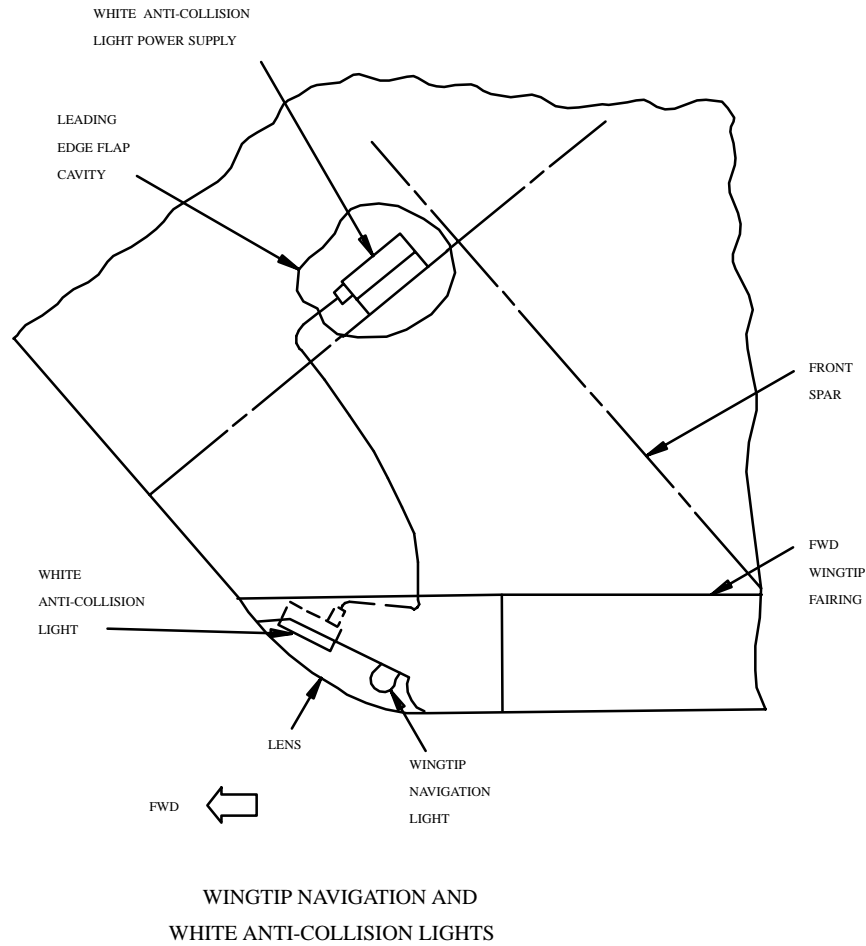 WHITE ANTI-COLLISION
LIGHT POWER SUPPLY
LEADING
EDGE FLAP
CAVITY
FRONT
SPAR
FWD
WINGTIP
FAIRING
WHITE
ANTI-COLLISION
LIGHT
LENS
WINGTIP
NAVIGATION
LIGHT
FWD
WINGTIP NAVIGATION AND
WHITE ANTI-COLLISION LIGHTS